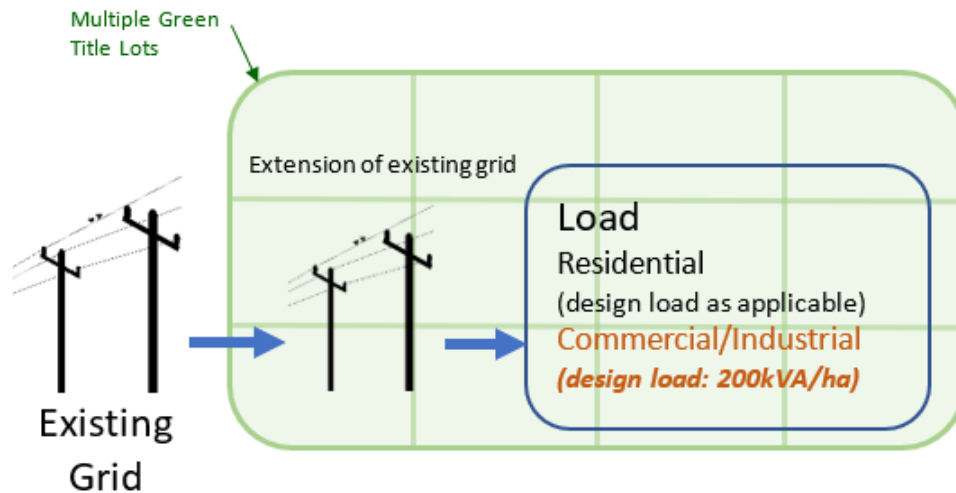 Multiple Green
Title Lots
Extension of existing grid
Load
Residential
(design load as applicable)
Commercial/Industrial
(design load: 200kVA/ha)
Existing
Grid